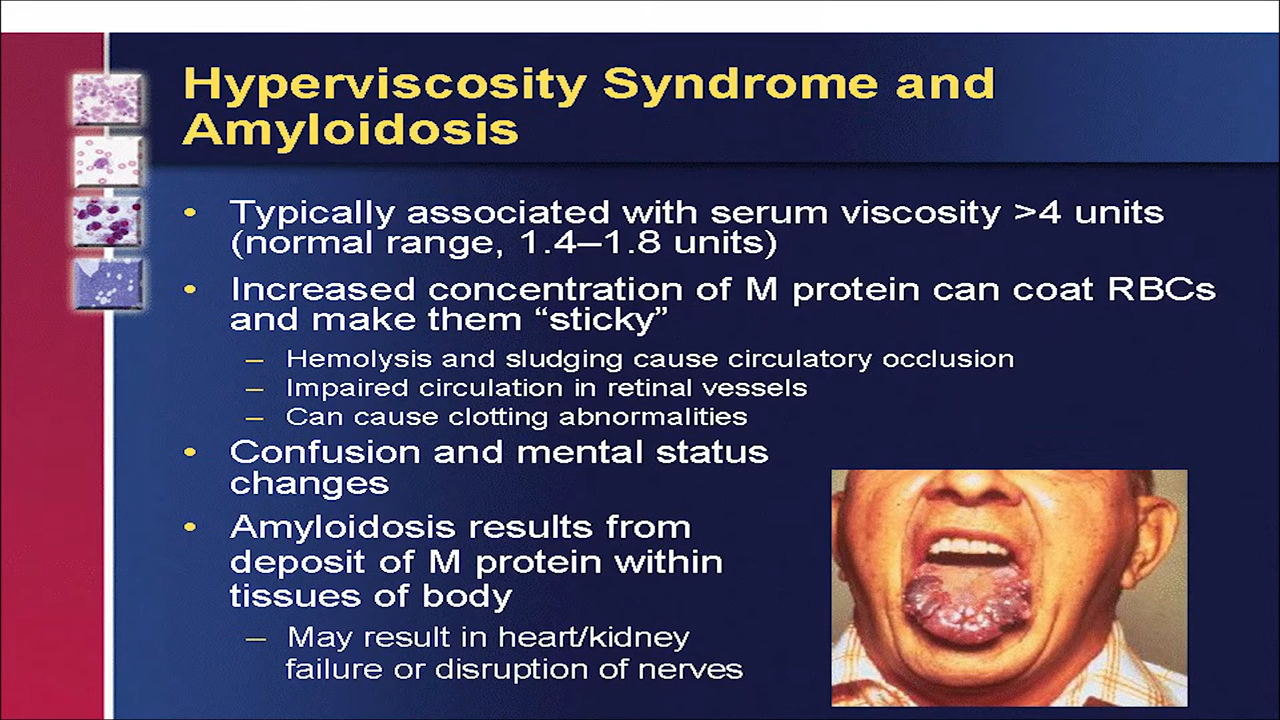 Hyperviscosity Syndrome and
Amyloidosis
• Typically associated with serum viscosity >4 units
(normal range, 1.4–1.8 units)
• Increased concentration of M protein can coat RBCs
and make them “sticky”
– Hemolysis and sludging cause circulatory occlusion
– Impaired circulation in retinal vessels
– Can cause clotting abnormalities
• Confusion and mental status
changes
• Amyloidosis results from
deposit of M protein within
tissues of body
– May result in heart/kidney
failure or disruption of nerves